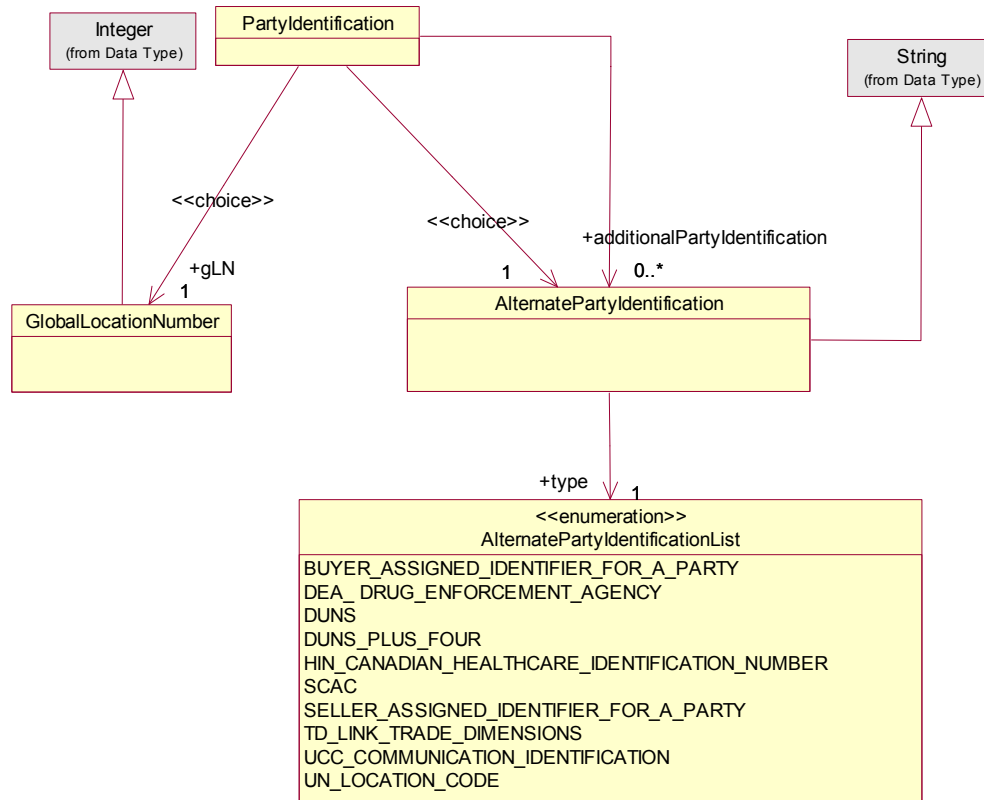 Integer
(from Data Type)
PartyIdentification
String
(from Data Type)
<<choice>>
<<choice>>
+additionalPartyIdentification
+gLN
1
1
0..*
GlobalLocationNumber
AlternatePartyIdentification
+type
1
<<enumeration>>
AlternatePartyIdentificationList
BUYER_ASSIGNED_IDENTIFIER_FOR_A_PARTY
DEA_ DRUG_ENFORCEMENT_AGENCY
DUNS
DUNS_PLUS_FOUR
HIN_CANADIAN_HEALTHCARE_IDENTIFICATION_NUMBER
SCAC
SELLER_ASSIGNED_IDENTIFIER_FOR_A_PARTY
TD_LINK_TRADE_DIMENSIONS
UCC_COMMUNICATION_IDENTIFICATION
UN_LOCATION_CODE